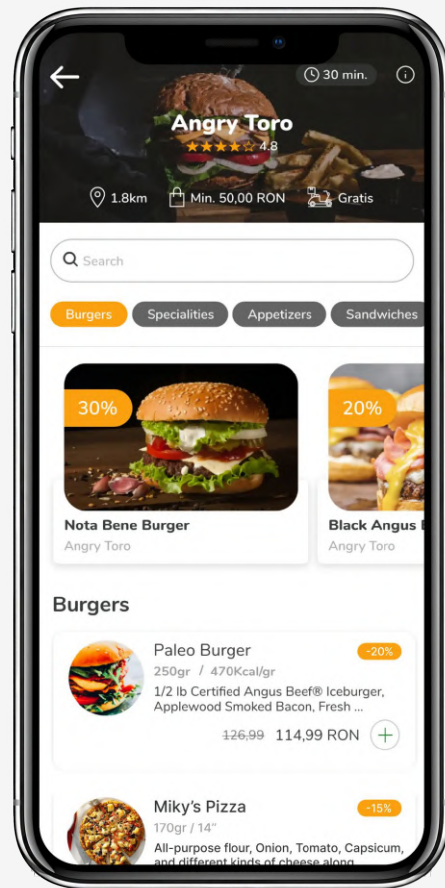 30 min.
Angry Toro
4.8
1.8km Min. 50,00 RON Gratis
Search
Burgers Specialities Appetizers Sandwiches
30% 20%
Nota Bene Burger Black Angus
Angry Toro Angry Toro
Burgers
Paleo Burger -20%
250gr / 470Kcal/gr
1/2 lb Certified Angus Beef® Iceburger,
Applewood Smoked Bacon, Fresh ...
126,99 114,99 RON
Miky's Pizza -15%
170gr / 14"
All-purpose flour, Onion, Tomato, Capsicum,
and different kinds of cheese along